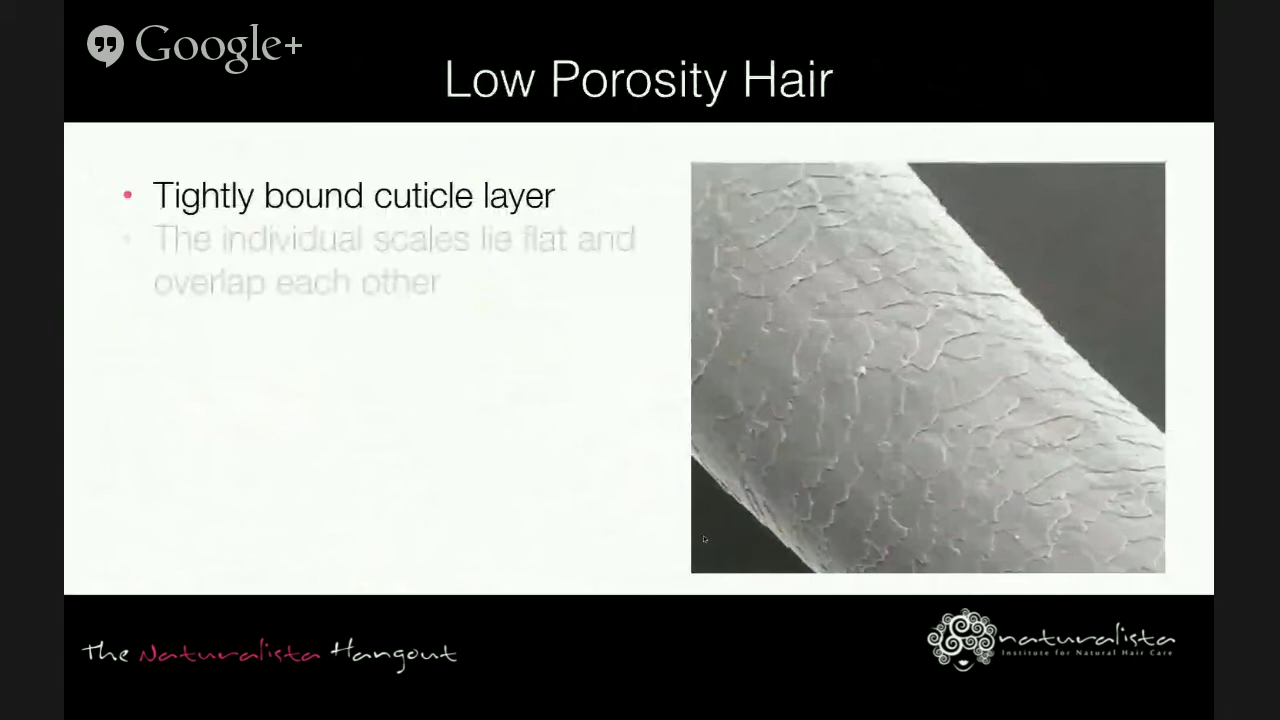 Google+
Low Porosity Hair
• Tightly bound cuticle layer
• The individual scales lie flat and
overlap each other
The Naturalista Hangout
naturalista
Institute for Natural Hair Care